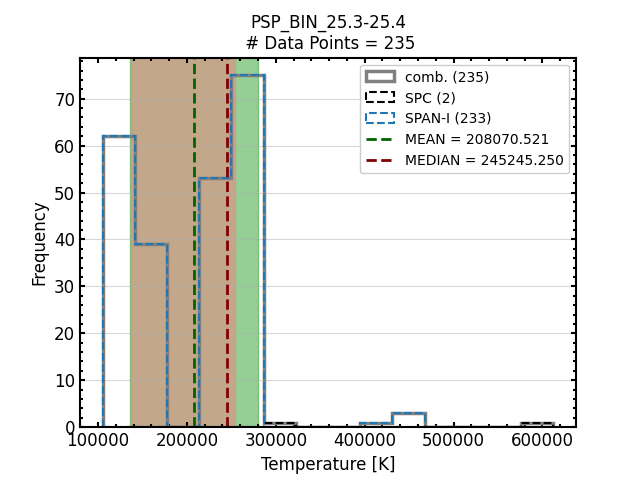 PSP_BIN_25.3-25.4
# Data Points = 235
comb. (235)
SPC (2)
SPAN-I (233)
MEAN = 208070.521
MEDIAN = 245245.250
Frequency
70
60
50
40
30
20
10
0
100000 200000 300000 400000 500000 600000
Temperature [K]